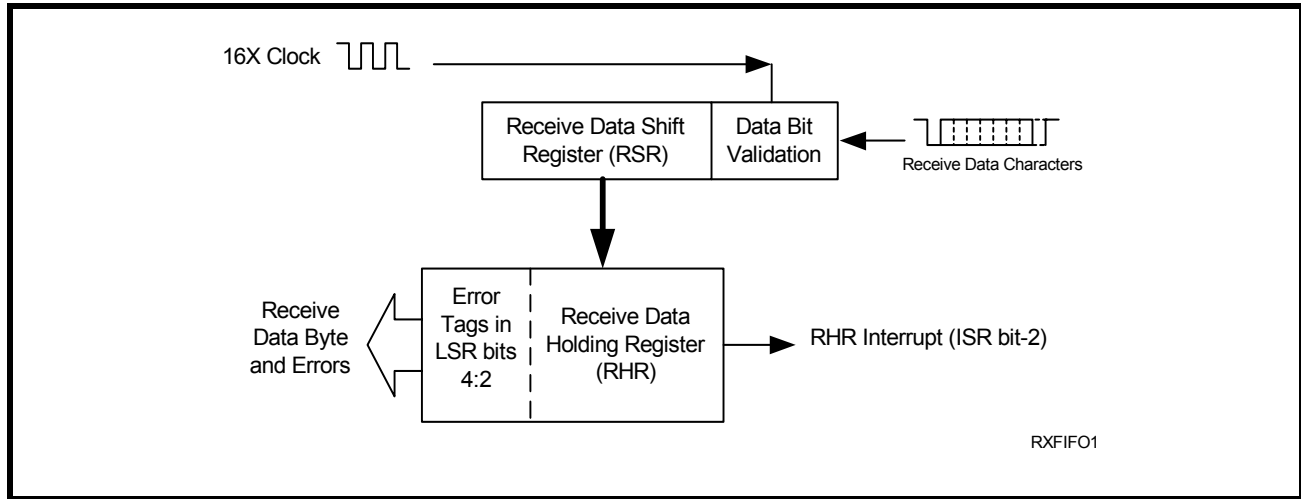 16X Clock
Receive Data Shift
Register (RSR)
Data Bit
Validation
Receive Data Characters
Receive
Data Byte
and Errors
Error
Tags in
LSR bits
4:2
Receive Data
Holding Register
(RHR)
RHR Interrupt (ISR bit-2)
RXFIFO1